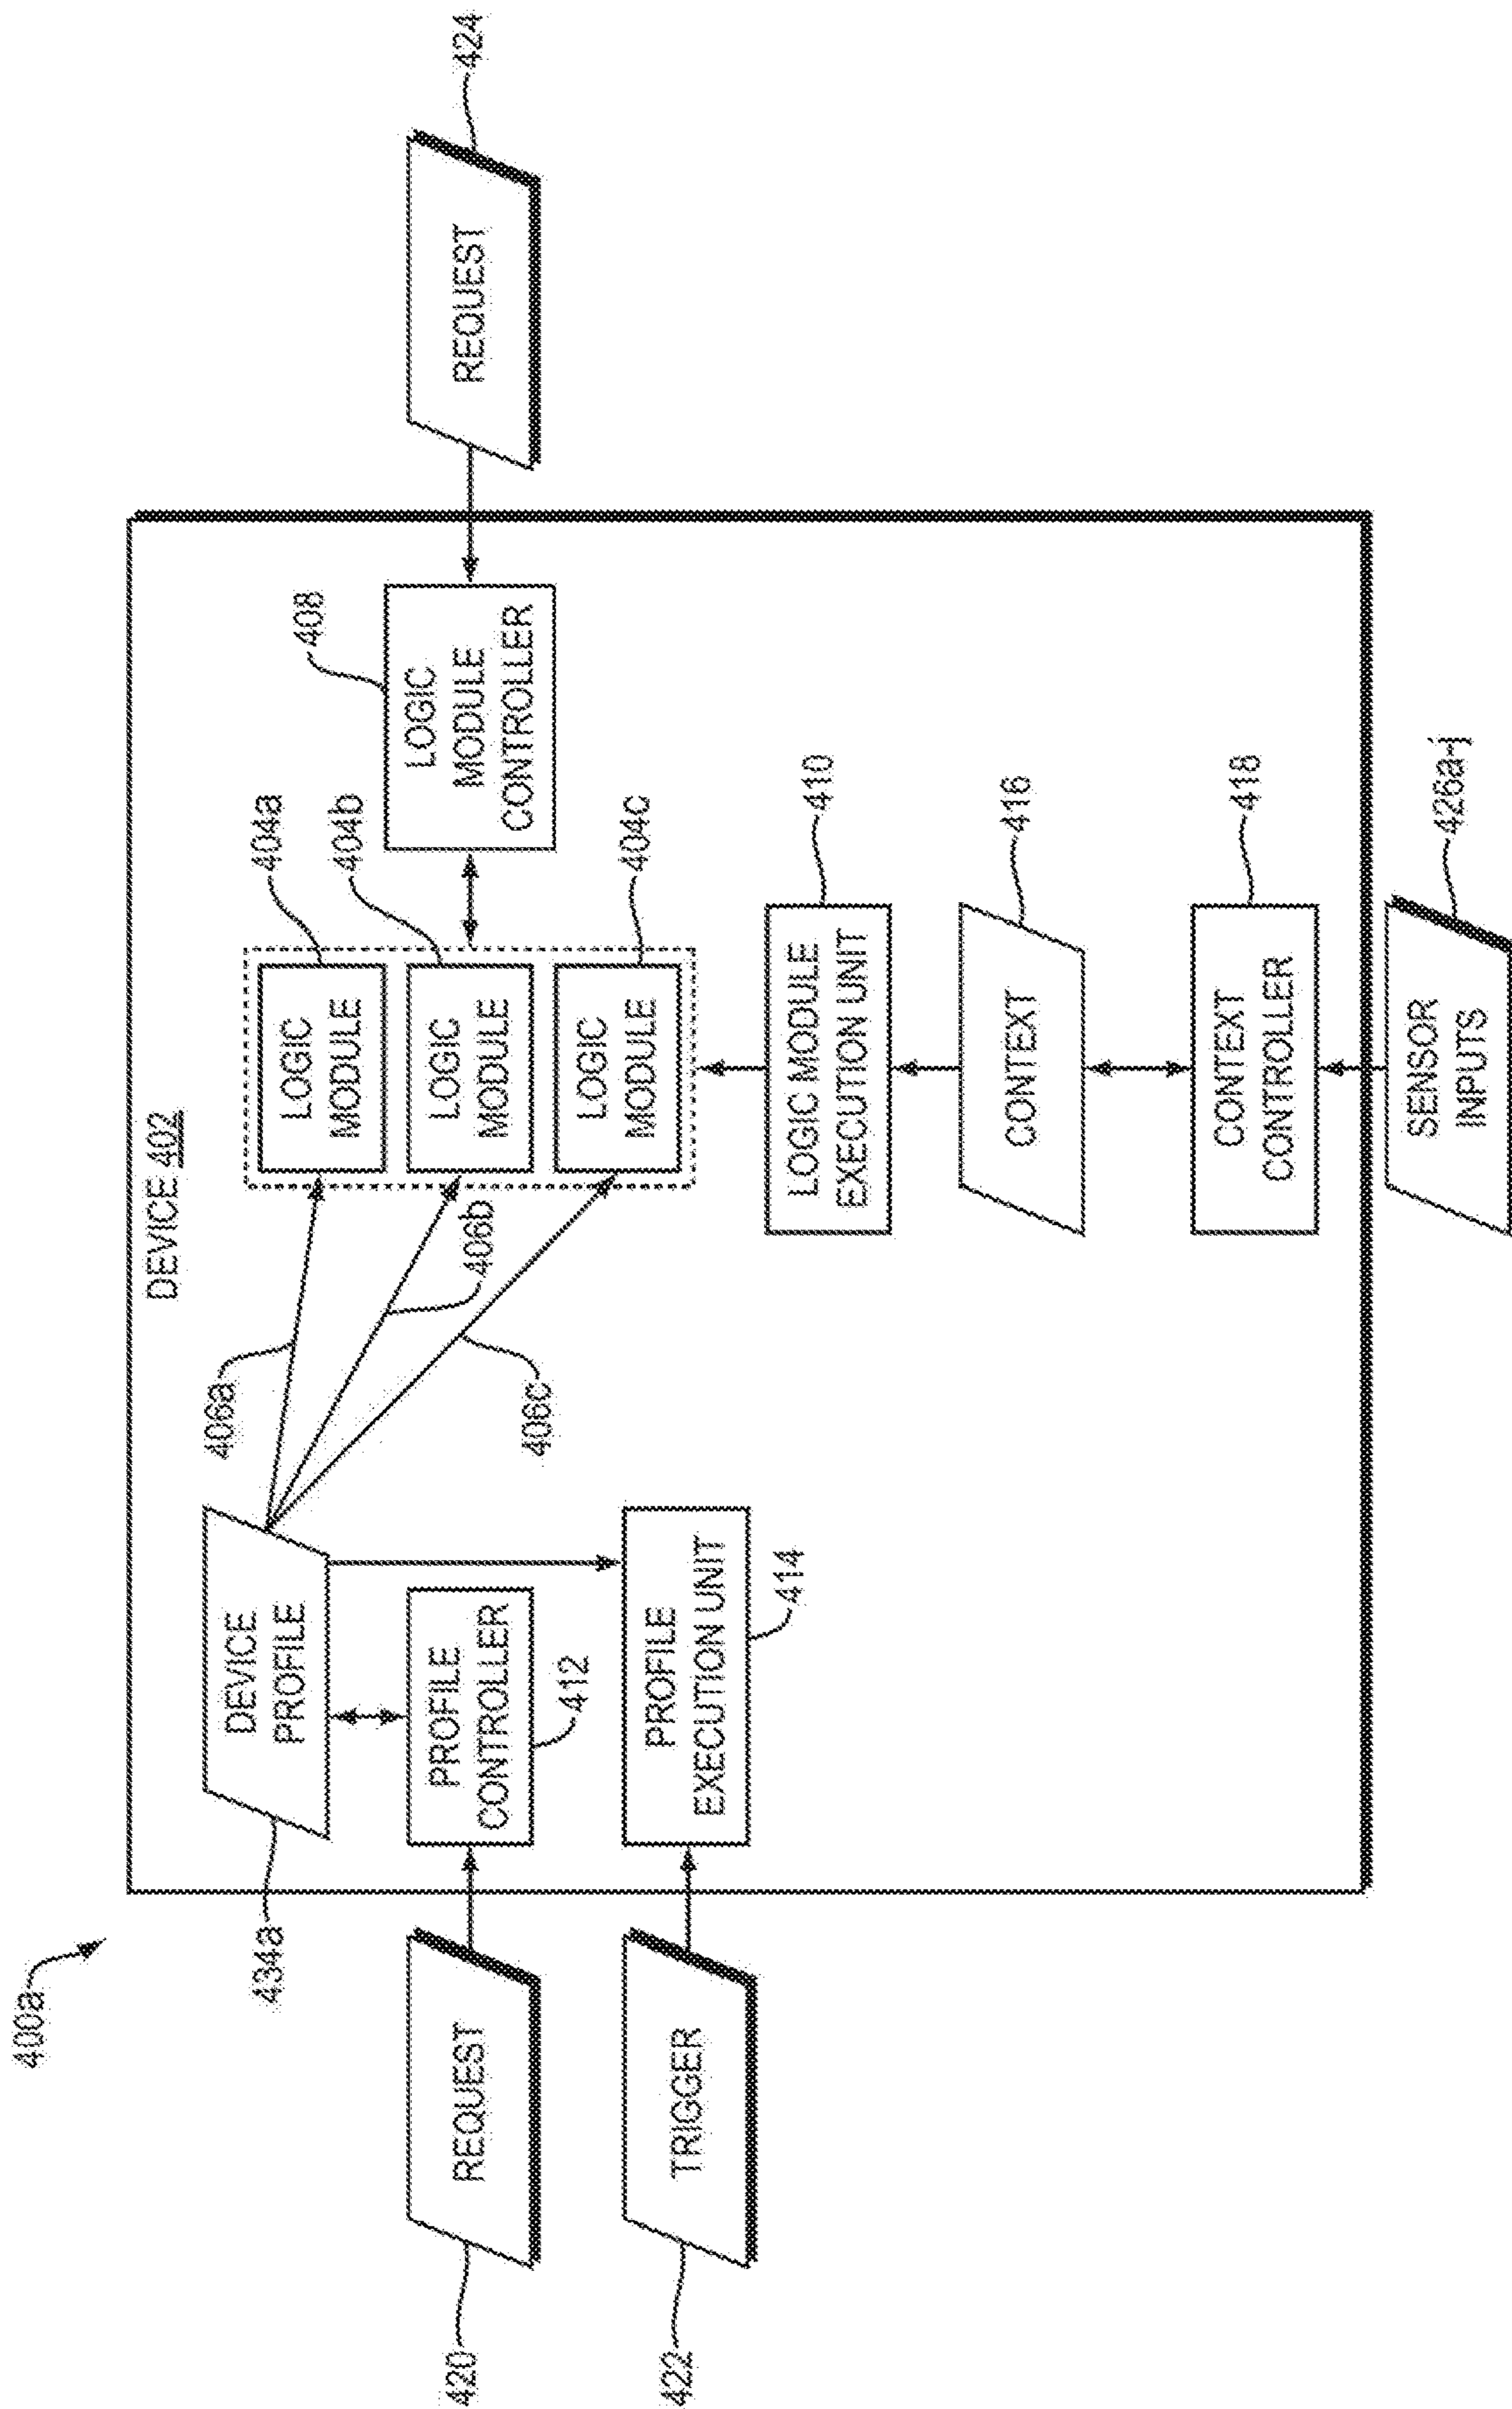 400a
DEVICE 402
434a
DEVICE
PROFILE
406a
406b
406c
LOGIC
MODULE
404a
LOGIC
MODULE
404b
LOGIC
MODULE
404c
408
LOGIC
MODULE
CONTROLLER
REQUEST
424
420
REQUEST
PROFILE
CONTROLLER
412
422
TRIGGER
PROFILE
EXECUTION UNIT
414
LOGIC MODULE
EXECUTION UNIT
410
CONTEXT
416
CONTEXT
CONTROLLER
418
SENSOR
INPUTS
426a-j